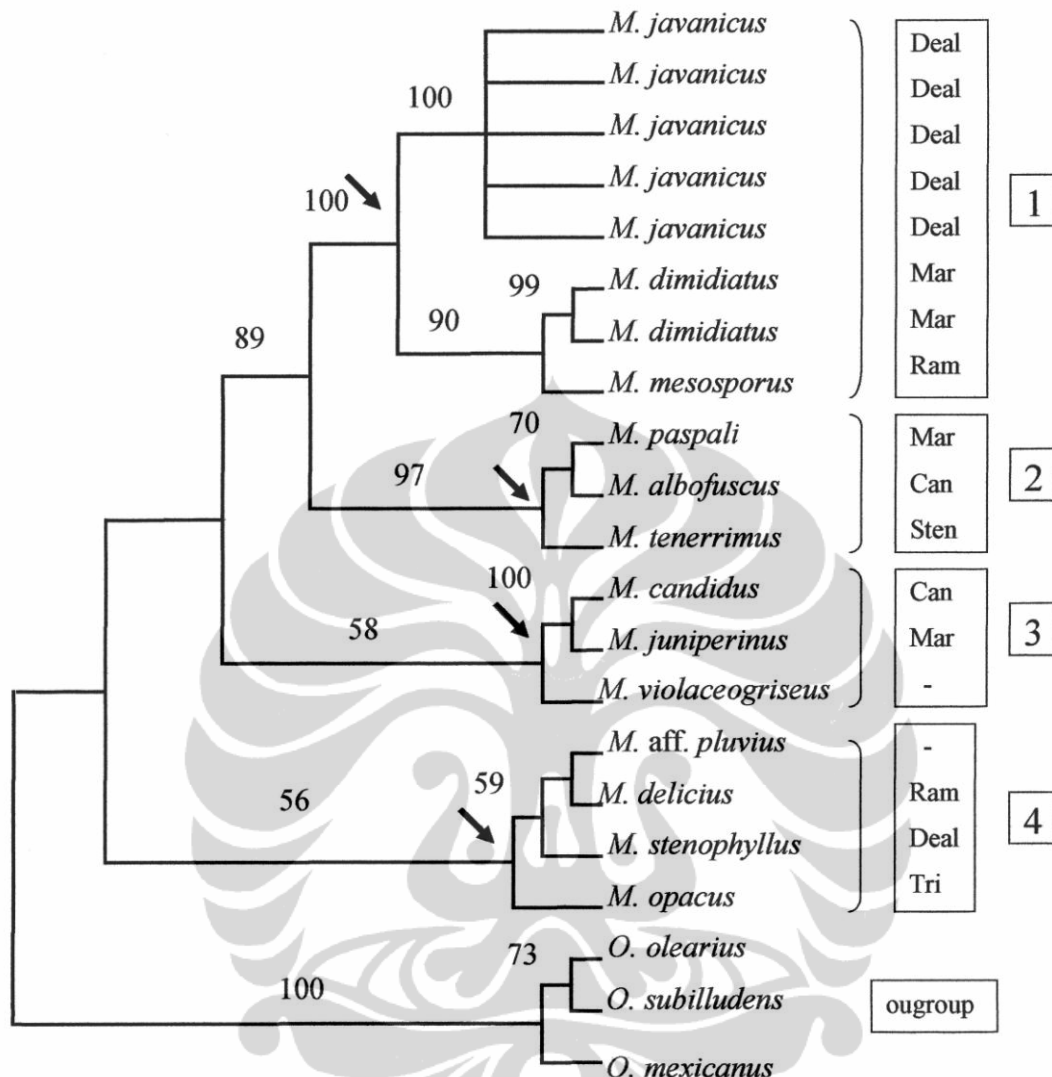 M. javanicus Deal
100 M. javanicus Deal
M. javanicus Deal
100 M. javanicus Deal 1
M. javanicus Deal
99 M. dimidiatus Mar
90 M. dimidiatus Mar
89 M. mesosporus Ram
70 M. paspali Mar
97 M. albofuscus Can 2
M. tenerrimus Sten
100 M. candidus Can
58 M. juniperinus Mar 3
M. violaceogriseus -
M. aff. pluvius -
56 59 M. delicius Ram 4
M. stenophyllus Deal
M. opacus Tri
73 O. olearius
100 O. subilludens ougroup
O. mexicanus